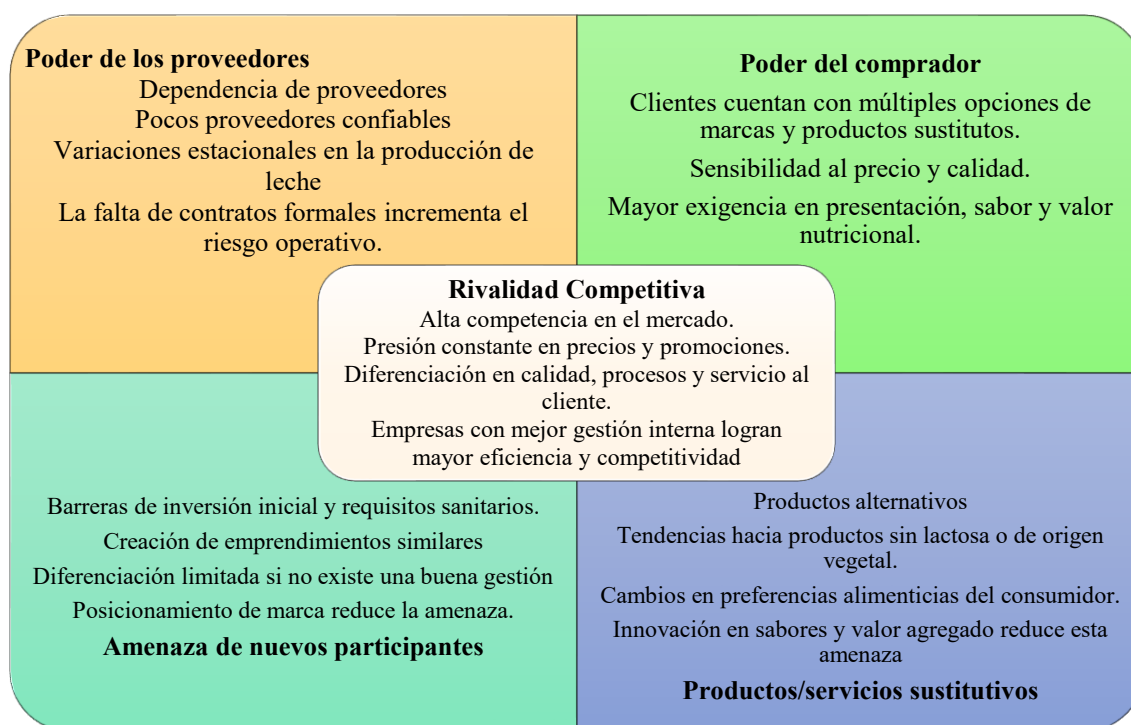 Poder de los proveedores
Dependencia de proveedores
Pocos proveedores confiables
Variaciones estacionales en la producción de
leche
La falta de contratos formales incrementa el
riesgo operativo.
Poder del comprador
Clientes cuentan con múltiples opciones de
marcas y productos sustitutos.
Sensibilidad al precio y calidad.
Mayor exigencia en presentación, sabor y valor
nutricional.
Rivalidad Competitiva
Alta competencia en el mercado.
Presión constante en precios y promociones.
Diferenciación en calidad, procesos y servicio al
cliente.
Empresas con mejor gestión interna logran
mayor eficiencia y competitividad
Barreras de inversión inicial y requisitos sanitarios.
Creación de emprendimientos similares
Diferenciación limitada si no existe una buena gestión
Posicionamiento de marca reduce la amenaza.
Amenaza de nuevos participantes
Productos alternativos
Tendencias hacia productos sin lactosa o de origen
vegetal.
Cambios en preferencias alimenticias del consumidor.
Innovación en sabores y valor agregado reduce esta
amenaza
Productos/servicios sustitutivos